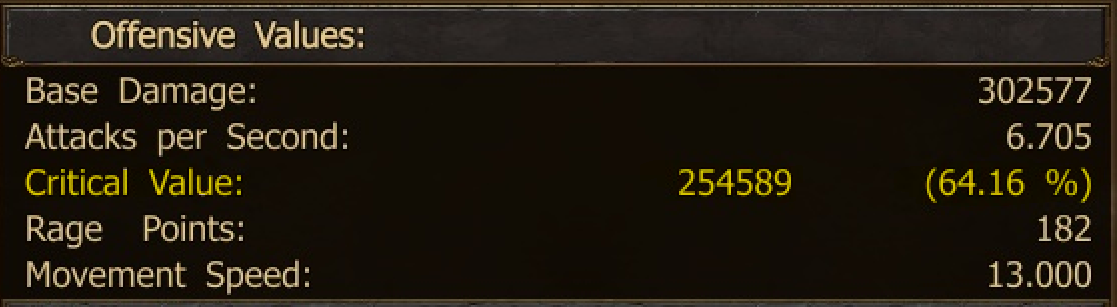 Offensive Values:
Base Damage: 302577
Attacks per Second: 6.705
Critical Value: 254589 (64.16 %)
Rage Points: 182
Movement Speed: 13.000